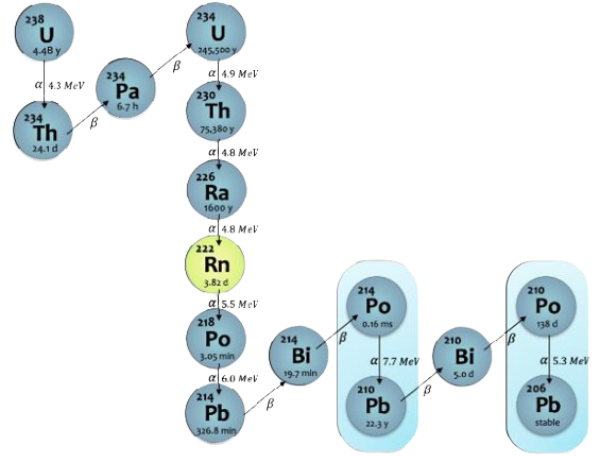 238
U
4.4B y
α 4.3 MeV
234
Th
24.1 d
β
234
Pa
6.7 h
β
234
U
245,500 y
α 4.9 MeV
230
Th
75,380 y
α 4.8 MeV
226
Ra
1600 y
α 4.8 MeV
222
Rn
3.82 d
α 5.5 MeV
218
Po
3.05 min
α 6.0 MeV
214
Pb
326.8 min
β
214
Bi
19.7 min
β
214
Po
0.16 ms
α 7.7 MeV
210
Pb
22.3 y
β
210
Bi
5.0 d
β
210
Po
138 d
α 5.3 MeV
206
Pb
stable